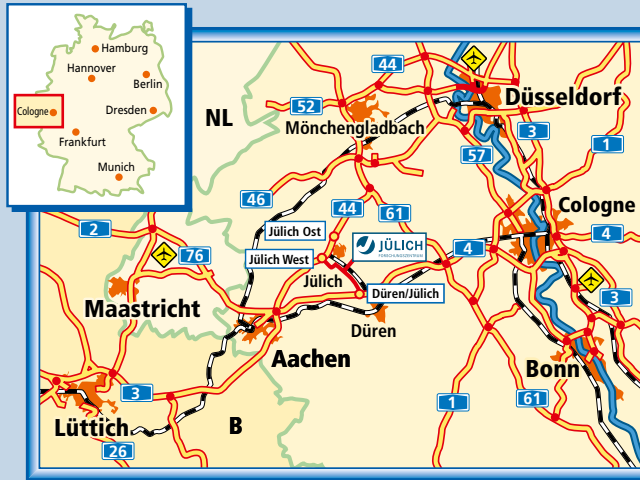 Hamburg
Hannover
Berlin
Cologne
Dresden
Frankfurt
Munich
44
52
NL
Düsseldorf
Mönchengladbach
3
1
57
46
44
61
Cologne
2
Jülich Ost
JÜLICH
FORSCHUNGSZENTRUM
4
4
76
Jülich West
Jülich
Düren/Jülich
3
Maastricht
Düren
Aachen
Bonn
3
1
61
Lüttich
B
26